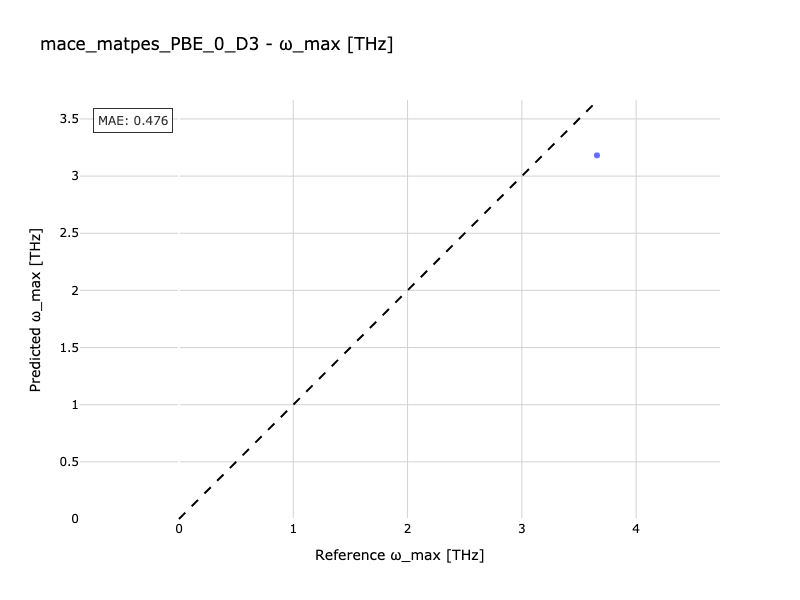 mace_matpes_PBE_0_D3 - ω_max [THz]
MAE: 0.476
3.5
3
2.5
2
1.5
1
0.5
0
Predicted ω_max [THz]
0 1 2 3 4
Reference ω_max [THz]